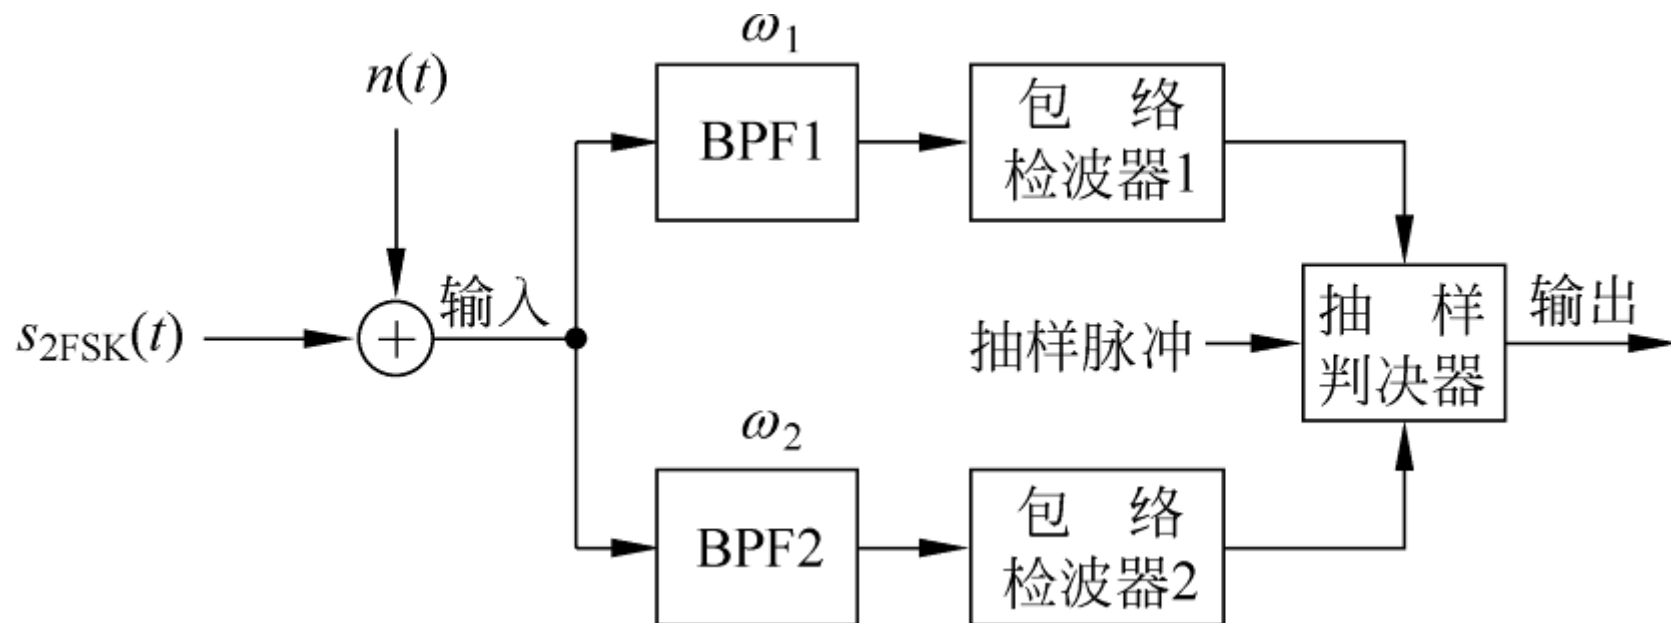 ω₁
n(t)
BPF1
包 络
检波器1
输入
s₂FSK(t)
抽样脉冲
抽 样
判决器
输出
ω₂
BPF2
包 络
检波器2